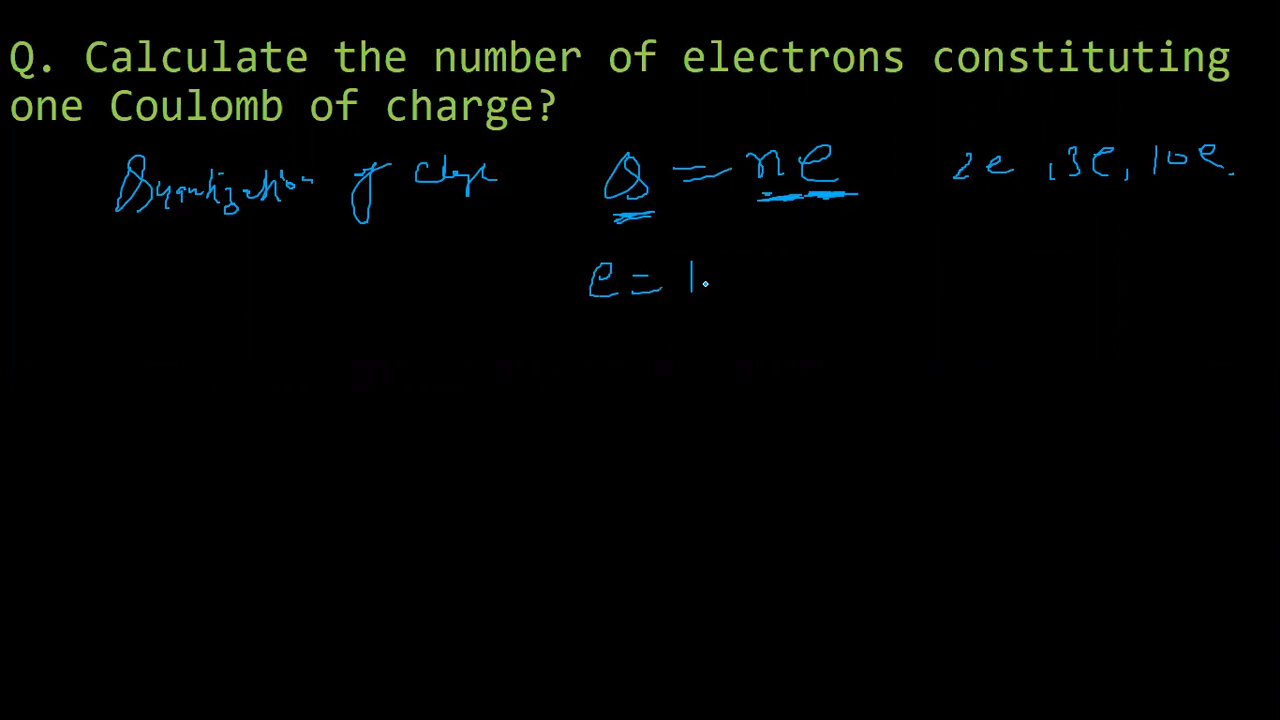 Q. Calculate the number of electrons constituting
one Coulomb of charge?
Quantization of charge Q = ne 2e, 3e, 10e.
e = 1.